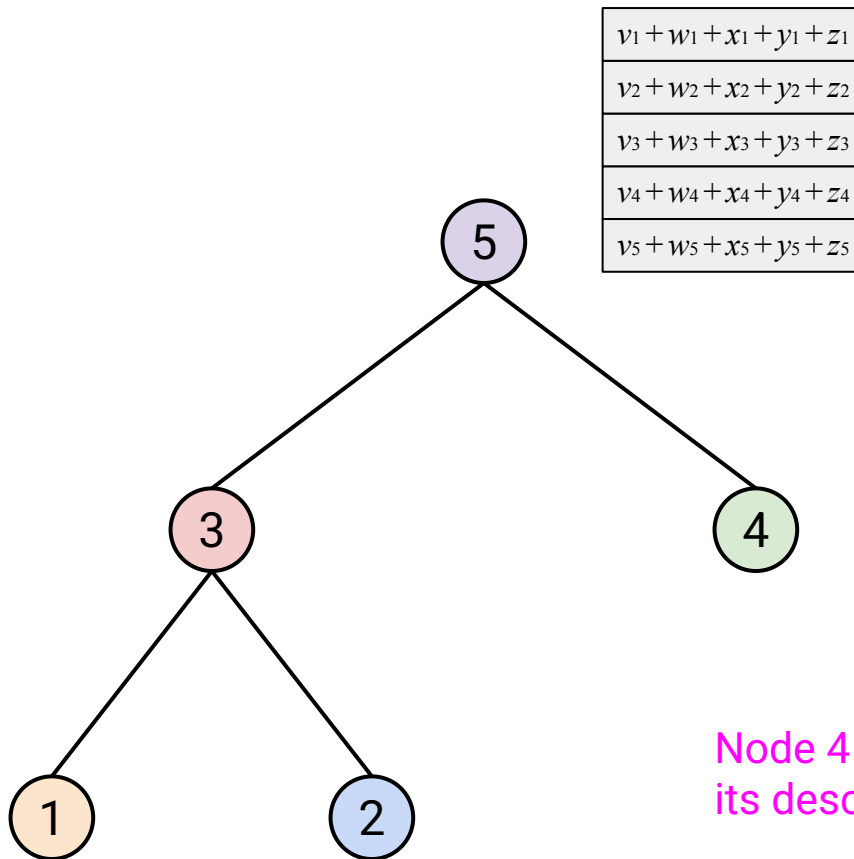 v₁+w₁+x₁+y₁+z₁
v₂+w₂+x₂+y₂+z₂
v₃+w₃+x₃+y₃+z₃
v₄+w₄+x₄+y₄+z₄
v₅+w₅+x₅+y₅+z₅
5
3
4
1
2
Node 4
its